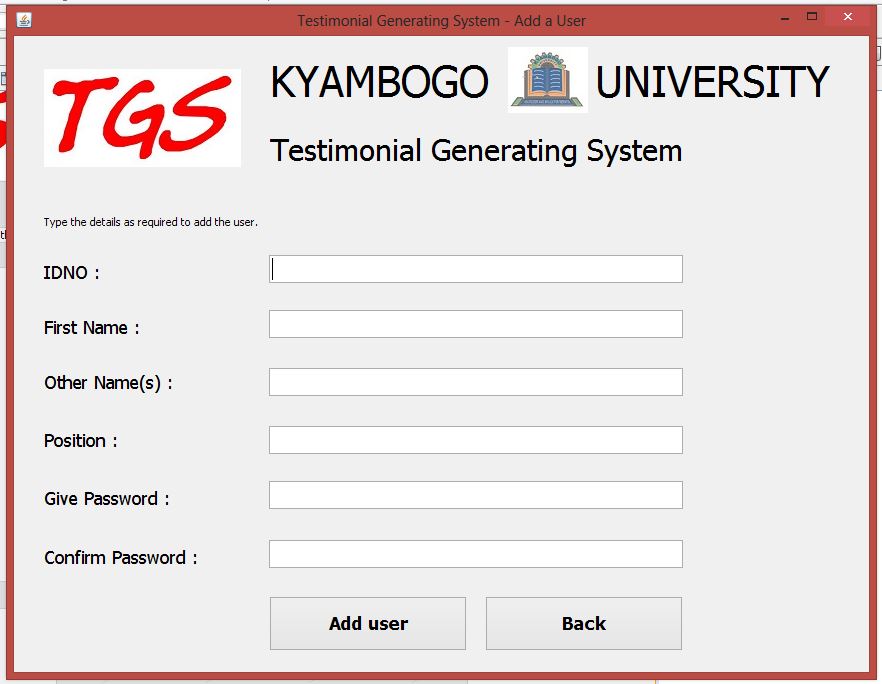 Testimonial Generating System - Add a User
TGS
KYAMBOGO UNIVERSITY
Testimonial Generating System
Type the details as required to add the user.
IDNO :
First Name :
Other Name(s) :
Position :
Give Password :
Confirm Password :
Add user Back